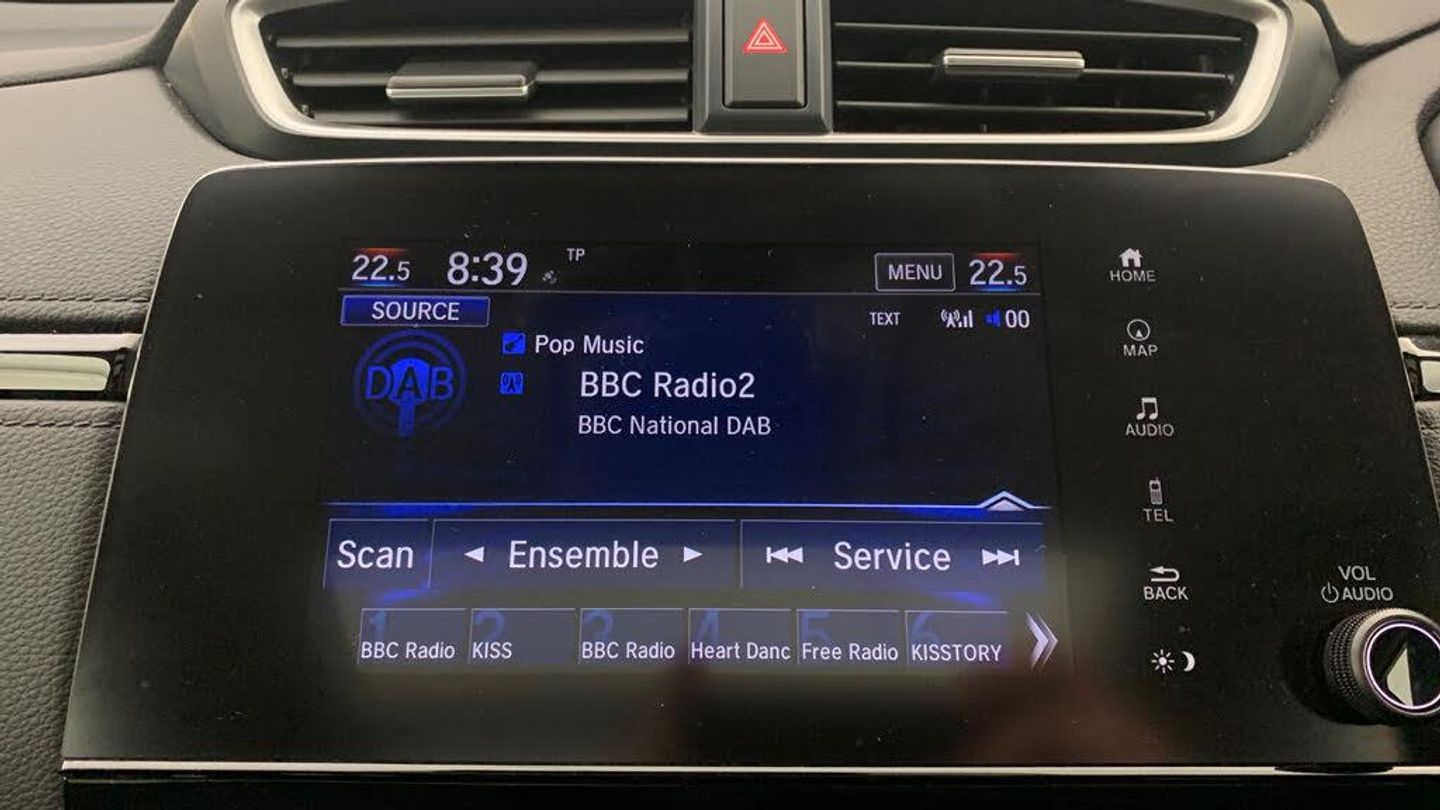 22.5 8:39 TP MENU 22.5 HOME
SOURCE TEXT 00
DAB Pop Music MAP
BBC Radio2
BBC National DAB AUDIO
TEL
Scan Ensemble Service
BACK VOL
AUDIO
1 2 3 4 5 6
BBC Radio KISS BBC Radio Heart Danc Free Radio KISSTORY